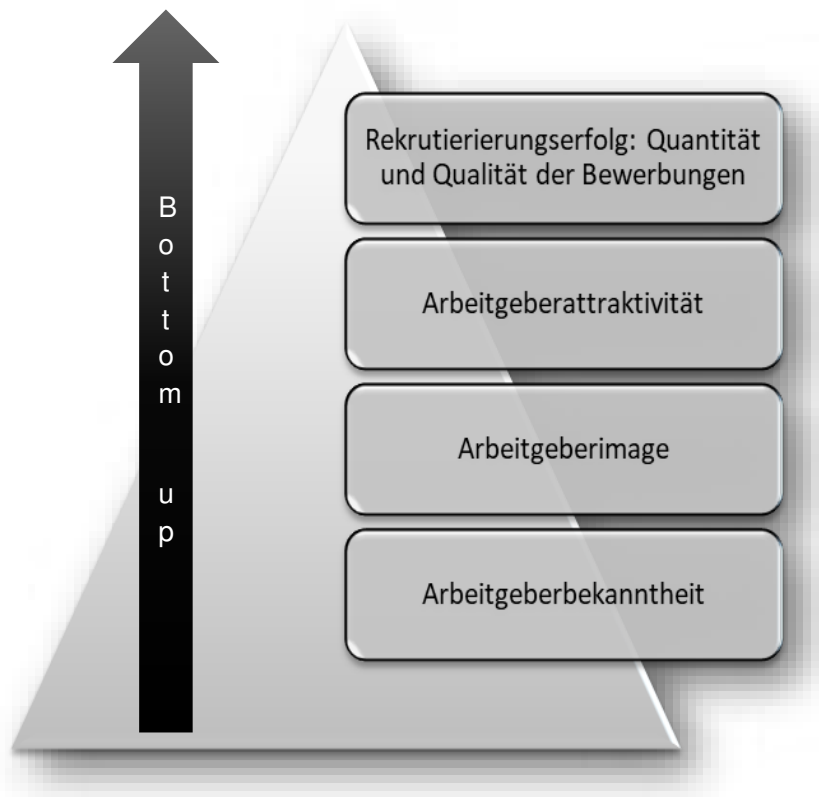 Bottom up
Rekrutierierungserfolg: Quantität
und Qualität der Bewerbungen
Arbeitgeberattraktivität
Arbeitgeberimage
Arbeitgeberbekanntheit